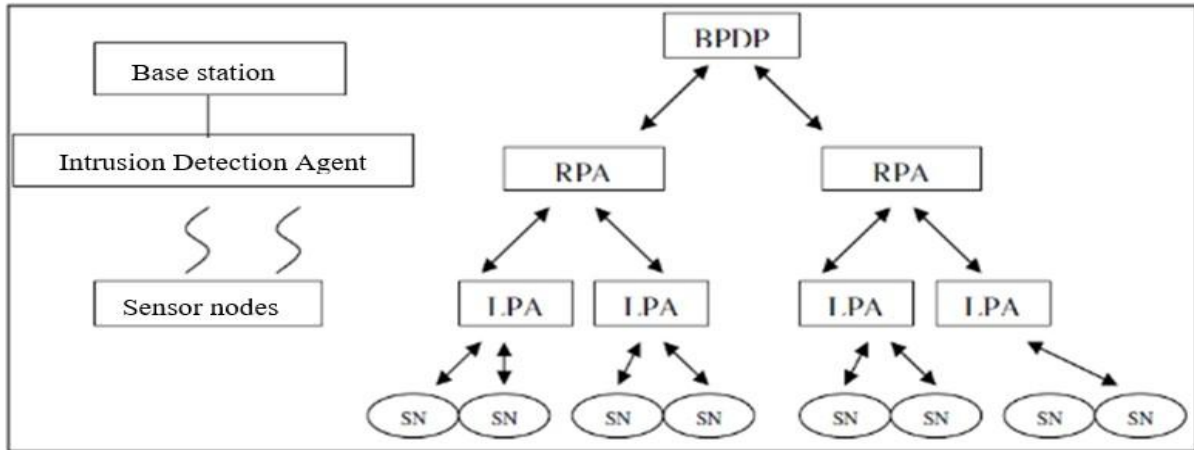 BPDP
Base station
Intrusion Detection Agent
RPA RPA
Sensor nodes
LPA LPA LPA LPA
SN SN SN SN SN SN SN SN